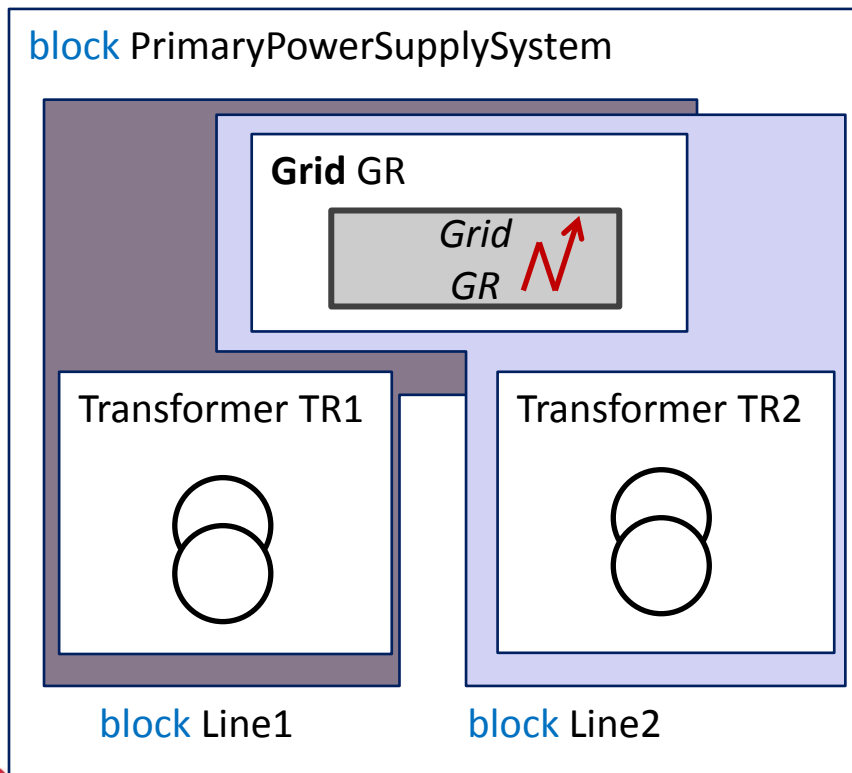 block PrimaryPowerSupplySystem
Grid GR
Grid
GR
Transformer TR1
Transformer TR2
block Line1
block Line2